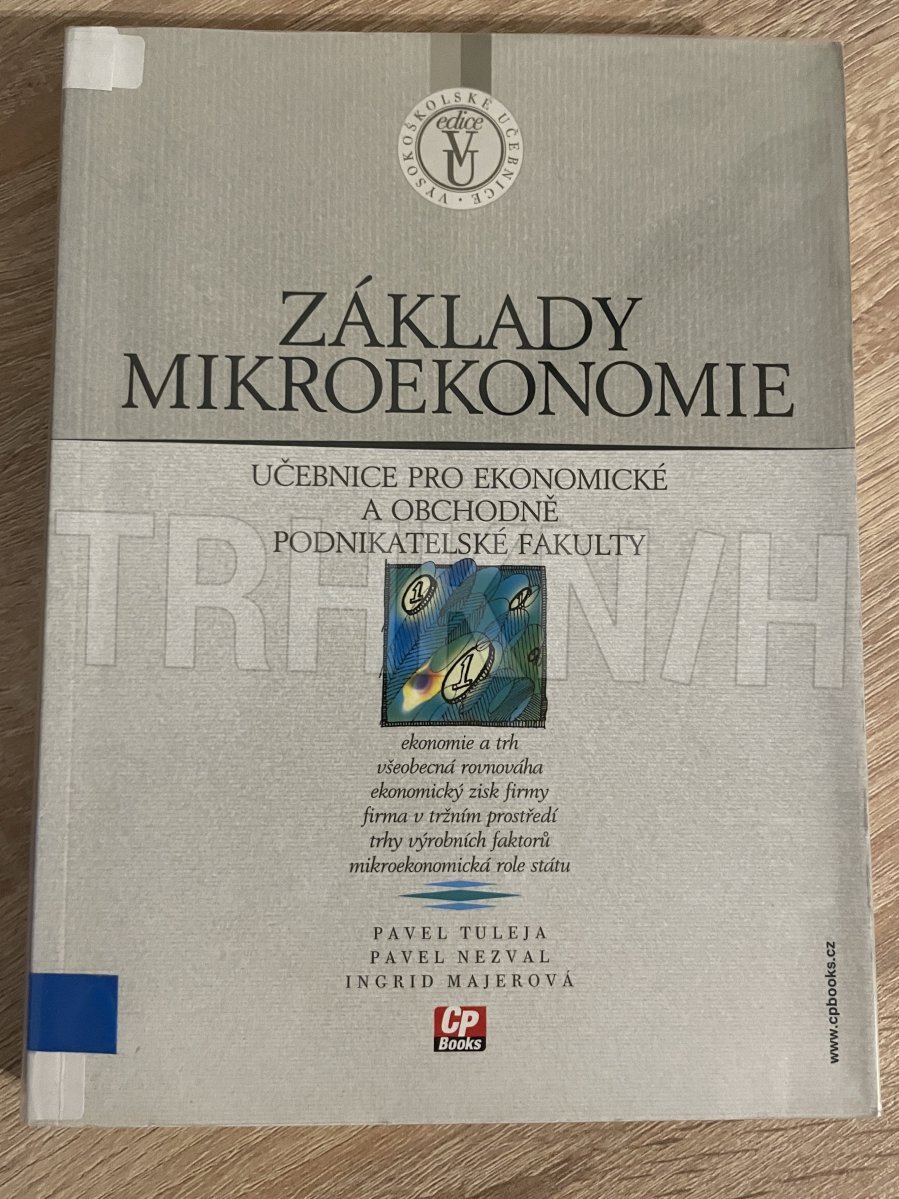 VYSOKOŠKOLSKÉ UČEBNICE
edice
VU
ZÁKLADY
MIKROEKONOMIE
UČEBNICE PRO EKONOMICKÉ
A OBCHODNĚ
PODNIKATELSKÉ FAKULTY
1
1
ekonomie a trh
všeobecná rovnováha
ekonomický zisk firmy
firma v tržním prostředí
trhy výrobních faktorů
mikroekonomická role státu
PAVEL TULEJA
PAVEL NEZVAL
INGRID MAJEROVÁ
CP
Books
www.cpbooks.cz